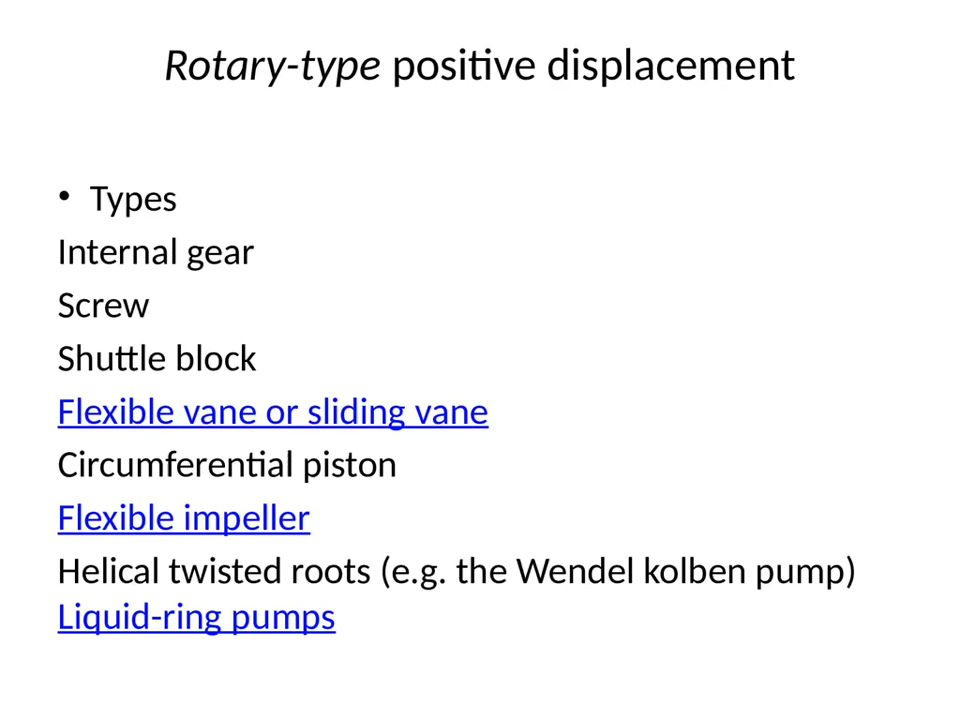 Rotary-type positive displacement
• Types
Internal gear
Screw
Shuttle block
Flexible vane or sliding vane
Circumferential piston
Flexible impeller
Helical twisted roots (e.g. the Wendel kolben pump)
Liquid-ring pumps